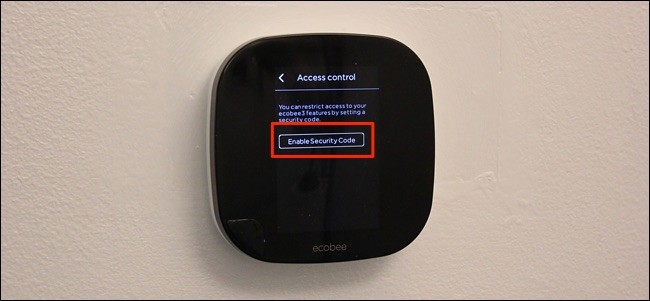 Access control
You can restrict access to your
ecobee3 features by setting a
security code.
Enable Security Code
ecobee